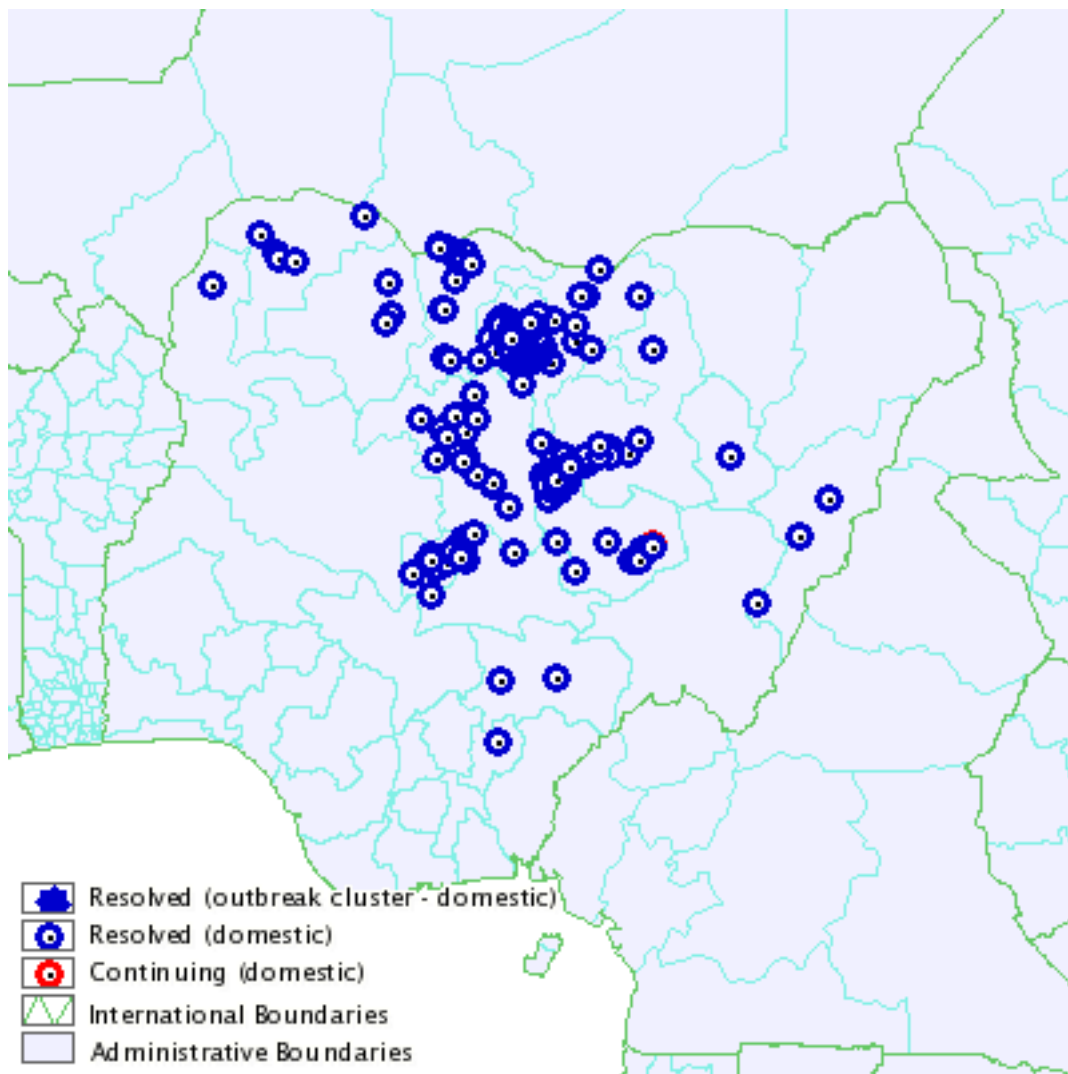 Resolved (outbreak cluster - domestic)
Resolved (domestic)
Continuing (domestic)
International Boundaries
Administrative Boundaries